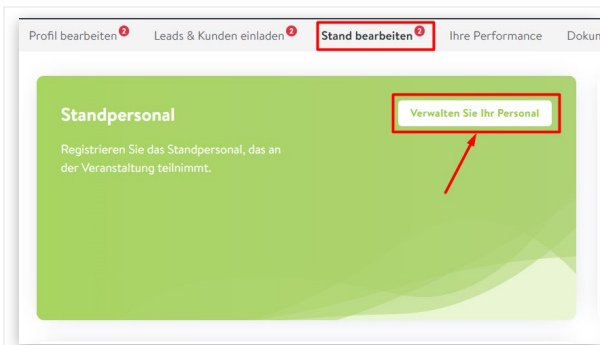 Profil bearbeiten 2 Leads & Kunden einladen 2 Stand bearbeiten 2 Ihre Performance Dokun
Standpersonal
Verwalten Sie Ihr Personal
Registrieren Sie das Standpersonal, das an
der Veranstaltung teilnimmt.